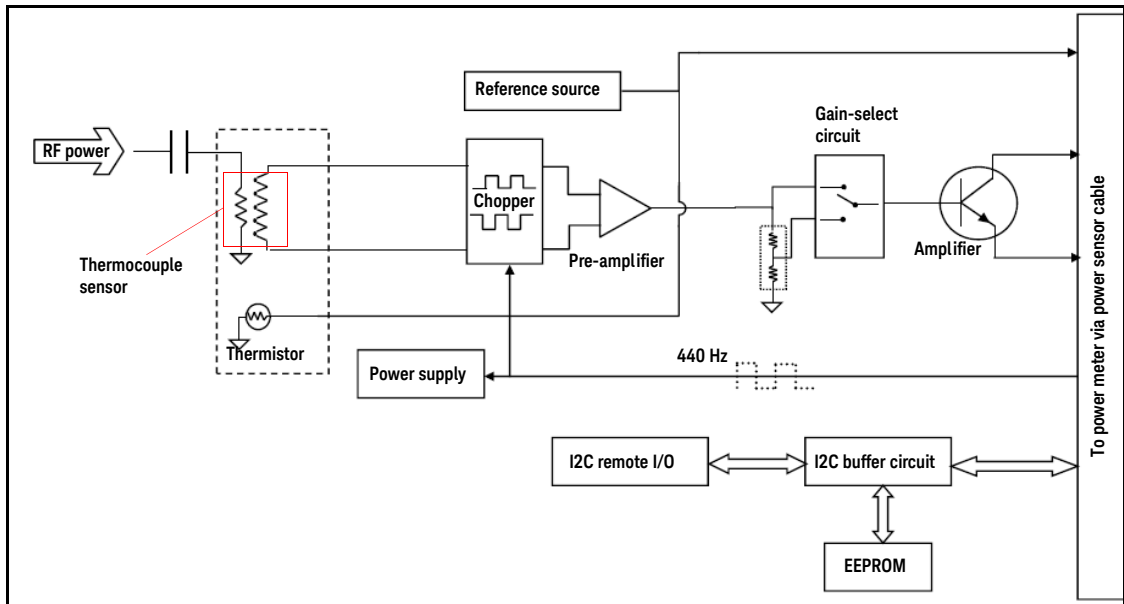 Reference source
Gain-select
circuit
RF power
Chopper
Pre-amplifier
Amplifier
Thermocouple
sensor
Thermistor
Power supply
440 Hz
I2C remote I/O
I2C buffer circuit
EEPROM
To power meter via power sensor cable